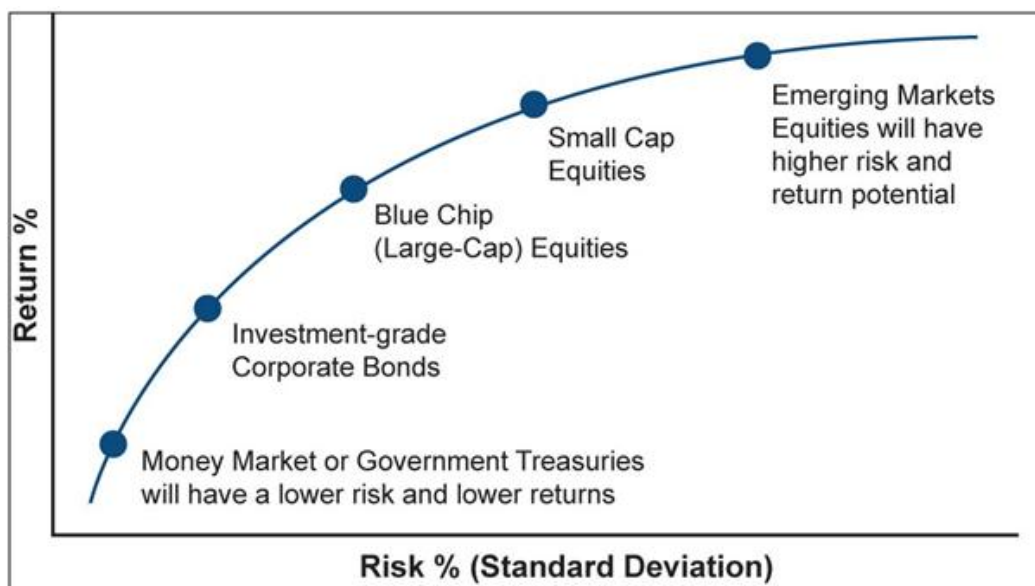 Return %
Emerging Markets
Equities will have
higher risk and
return potential
Small Cap
Equities
Blue Chip
(Large-Cap) Equities
Investment-grade
Corporate Bonds
Money Market or Government Treasuries
will have a lower risk and lower returns
Risk % (Standard Deviation)